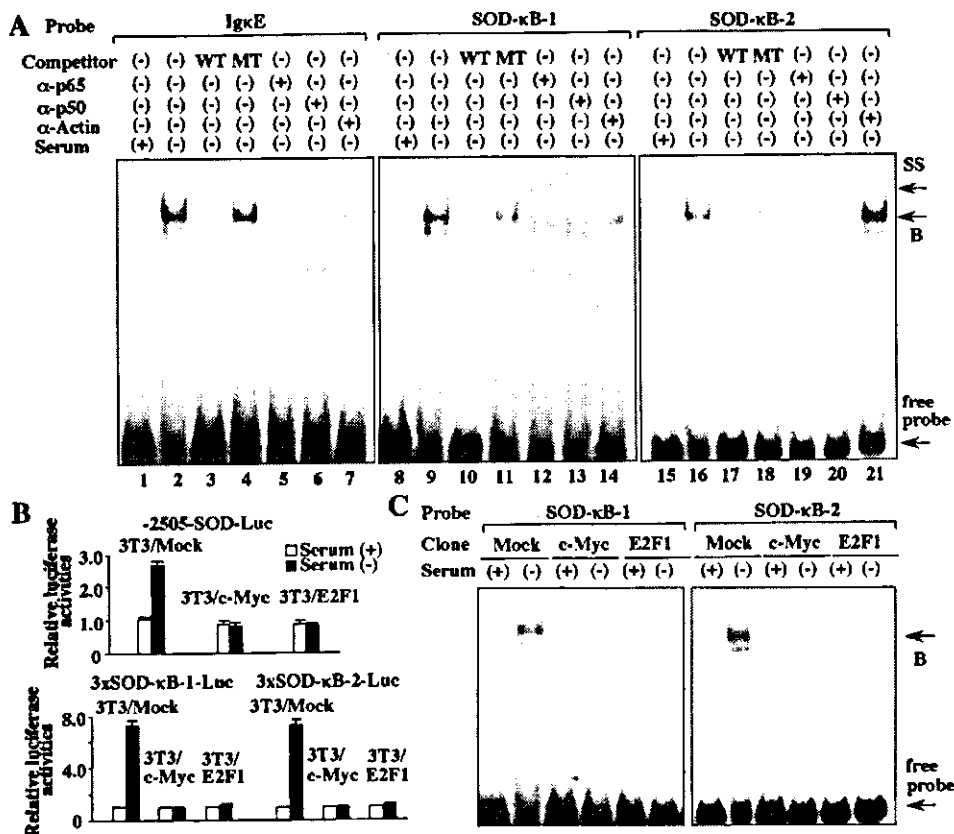 A
Probe IgκE SOD-κB-1 SOD-κB-2
Competitor (-) (-) WT MT (-) (-) (-) (-) (-) WT MT (-) (-) (-) (-) (-) WT MT (-) (-) (-)
α-p65 (-) (-) (-) (-) (+) (-) (-) (-) (-) (-) (-) (+) (-) (-) (-) (-) (-) (-) (+) (-) (-)
α-p50 (-) (-) (-) (-) (-) (+) (-) (-) (-) (-) (-) (-) (+) (-) (-) (-) (-) (-) (-) (+) (-)
α-Actin (-) (-) (-) (-) (-) (-) (+) (-) (-) (-) (-) (-) (-) (+) (-) (-) (-) (-) (-) (-) (+)
Serum (+) (-) (-) (-) (-) (-) (-) (+) (-) (-) (-) (-) (-) (-) (+) (-) (-) (-) (-) (-) (-)
SS
B
free
probe
1 2 3 4 5 6 7 8 9 10 11 12 13 14 15 16 17 18 19 20 21
B
-2505-SOD-Luc
3T3/Mock
Serum (+)
Serum (-)
3T3/c-Myc 3T3/E2F1
Relative luciferase
activities
3.0
2.0
1.0
0
3xSOD-κB-1-Luc 3xSOD-κB-2-Luc
3T3/Mock 3T3/Mock
3T3/ 3T3/ 3T3/ 3T3/
c-Myc E2F1 c-Myc E2F1
Relative luciferase
activities
8.0
4.0
0
C
Probe SOD-κB-1 SOD-κB-2
Clone Mock c-Myc E2F1 Mock c-Myc E2F1
Serum (+) (-) (+) (-) (+) (-) (+) (-) (+) (-) (+) (-)
B
free
probe